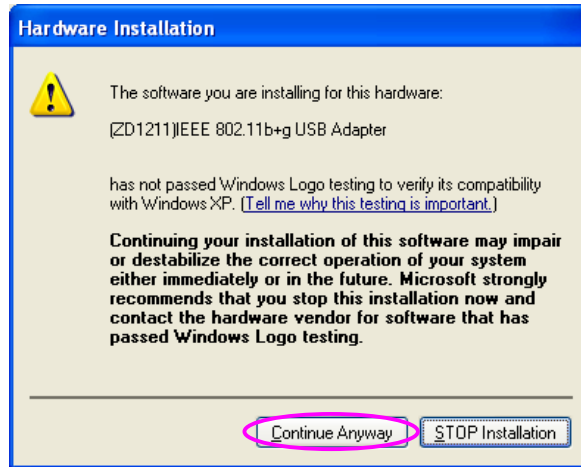 Hardware Installation
The software you are installing for this hardware:
(ZD1211)IEEE 802.11b+g USB Adapter
has not passed Windows Logo testing to verify its compatibility
with Windows XP. (Tell me why this testing is important.)
Continuing your installation of this software may impair
or destabilize the correct operation of your system
either immediately or in the future. Microsoft strongly
recommends that you stop this installation now and
contact the hardware vendor for software that has
passed Windows Logo testing.
Continue Anyway
STOP Installation